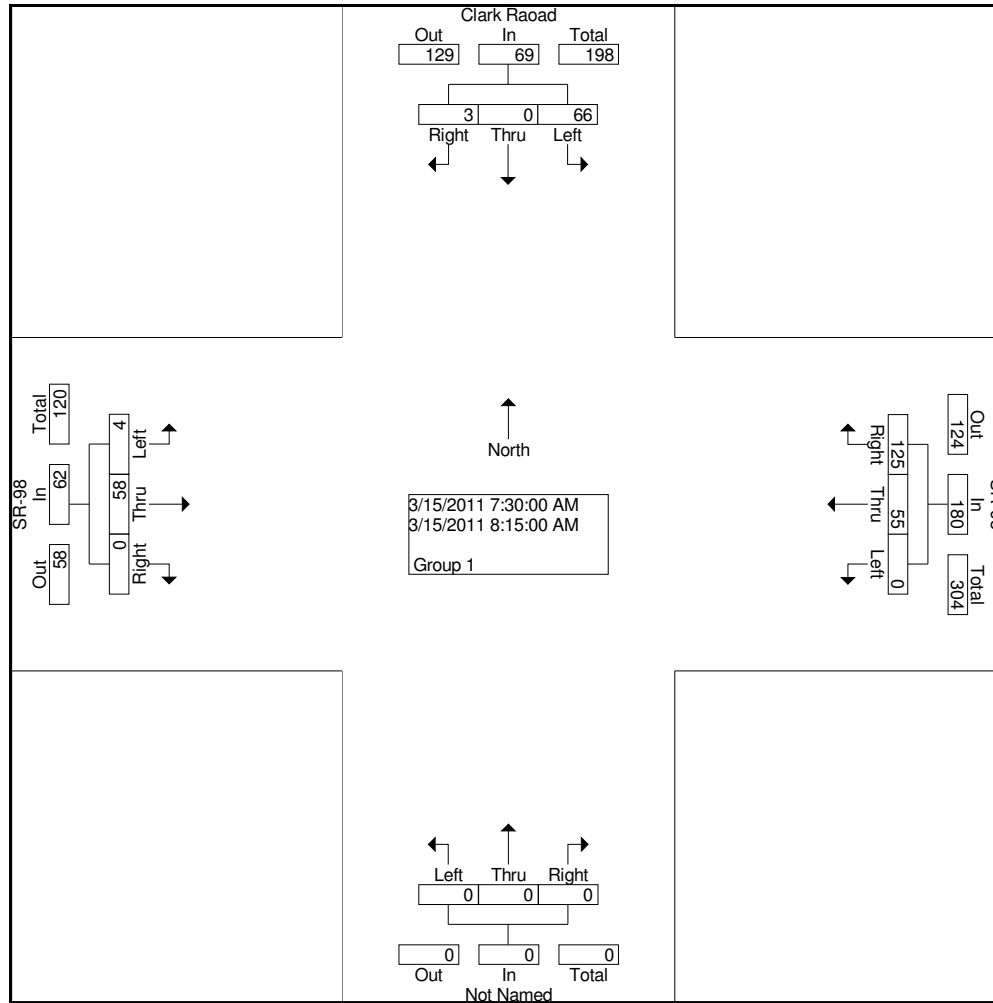 Clark Raoad
Out In Total
129 69 198
3 0 66
Right Thru Left
North
3/15/2011 7:30:00 AM
3/15/2011 8:15:00 AM
Group 1
SR-98
Total In Out
120 62 58
4 58 0
Left Thru Right
Out In Total
124 180 304
125 55 0
Right Thru Left
Left Thru Right
0 0 0
0 0 0
Out In Total
Not Named